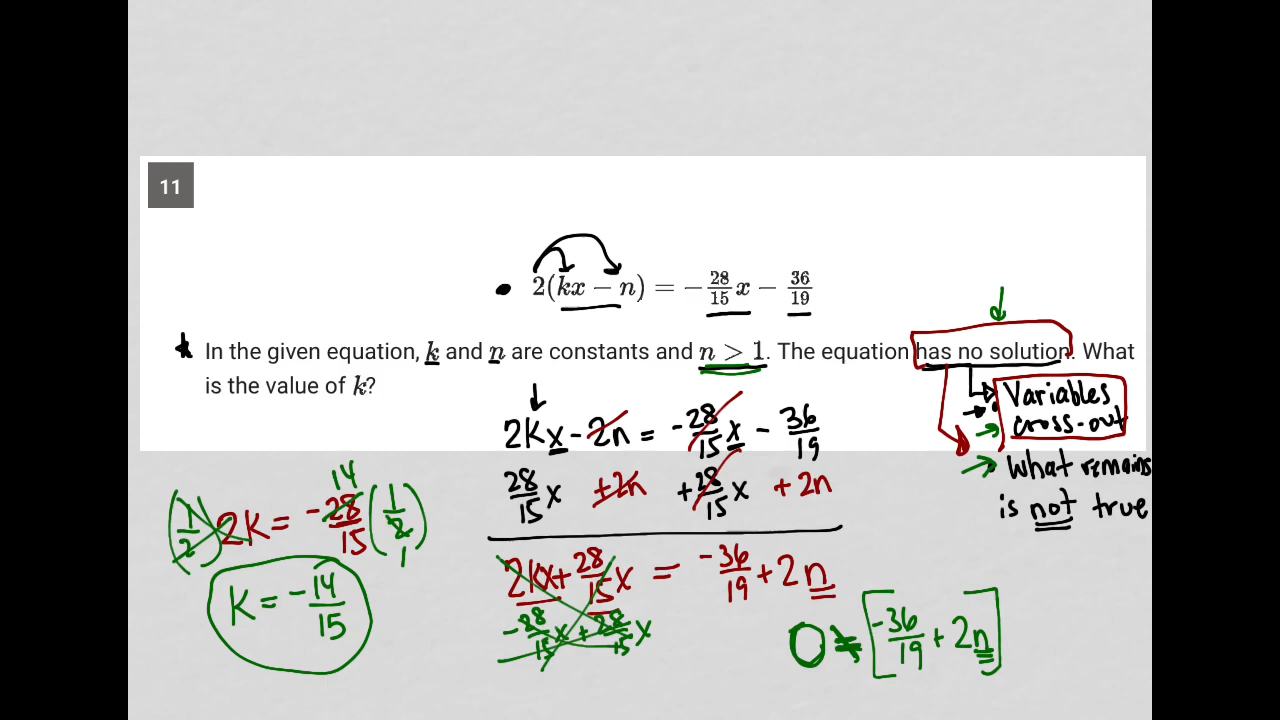 11
2(kx − n) = −28/15 x − 36/19
In the given equation, k and n are constants and n > 1. The equation has no solution. What
is the value of k?
Variables
cross-out
What remains
is not true
2Kx - 2n = -28/15 x - 36/19
28/15 x +2n +28/15 x +2n
2Kx + 28/15 x = -36/19 + 2n
-28/15 x + 28/15 x
0 ≠ [-36/19 + 2n]
14
(1/2) 2K = -28/15 (1/2)
1
K = -14/15